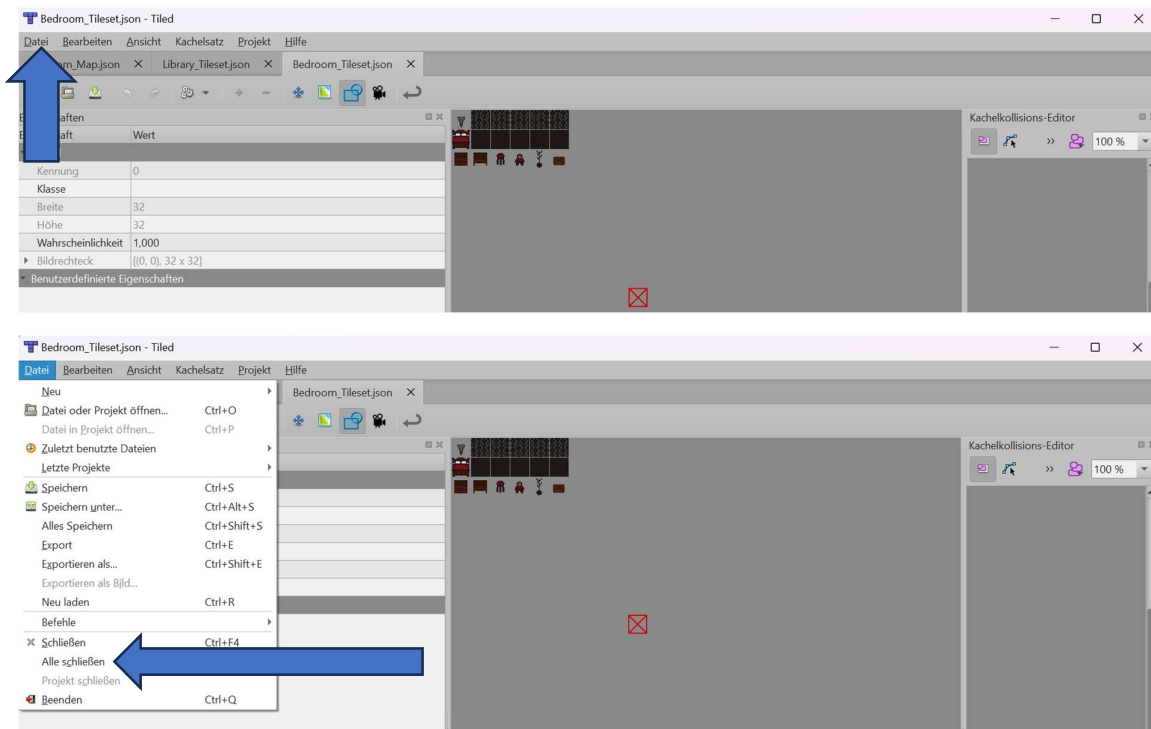 Bedroom_Tileset.json - Tiled
Datei Bearbeiten Ansicht Kachelsatz Projekt Hilfe
m_Map.json Library_Tileset.json Bedroom_Tileset.json
aften
Kachelkollisions-Editor
aft Wert
100 %
Kennung 0
Klasse
Breite 32
Höhe 32
Wahrscheinlichkeit 1,000
Bildrechteck [(0, 0), 32 x 32]
Benutzerdefinierte Eigenschaften
Bedroom_Tileset.json - Tiled
Datei Bearbeiten Ansicht Kachelsatz Projekt Hilfe
Neu
Bedroom_Tileset.json
Datei oder Projekt öffnen... Ctrl+O
Datei in Projekt öffnen... Ctrl+P
Zuletzt benutzte Dateien
Kachelkollisions-Editor
Letzte Projekte
100 %
Speichern Ctrl+S
Speichern unter... Ctrl+Alt+S
Alles Speichern Ctrl+Shift+S
Export Ctrl+E
Exportieren als... Ctrl+Shift+E
Exportieren als Bild...
Neu laden Ctrl+R
Befehle
Schließen Ctrl+F4
Alle schließen
Projekt schließen
Beenden Ctrl+Q